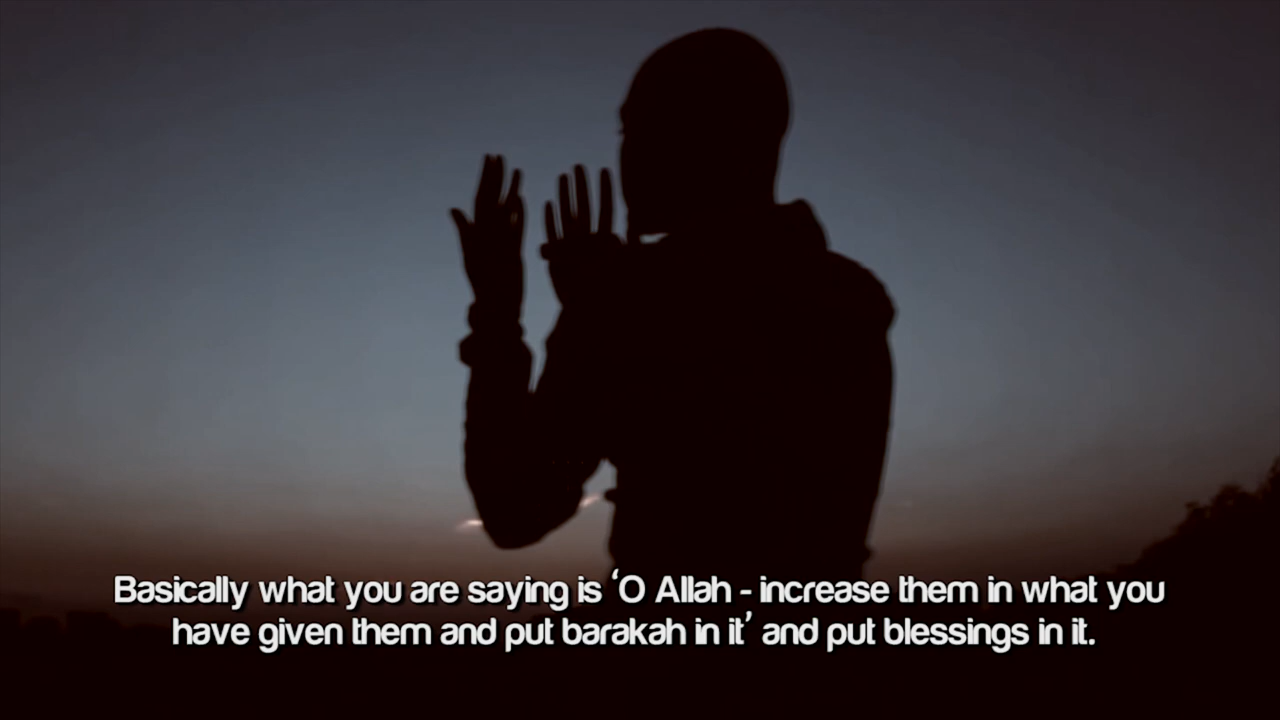 Basically what you are saying is ‘O Allah - increase them in what you
have given them and put barakah in it’ and put blessings in it.